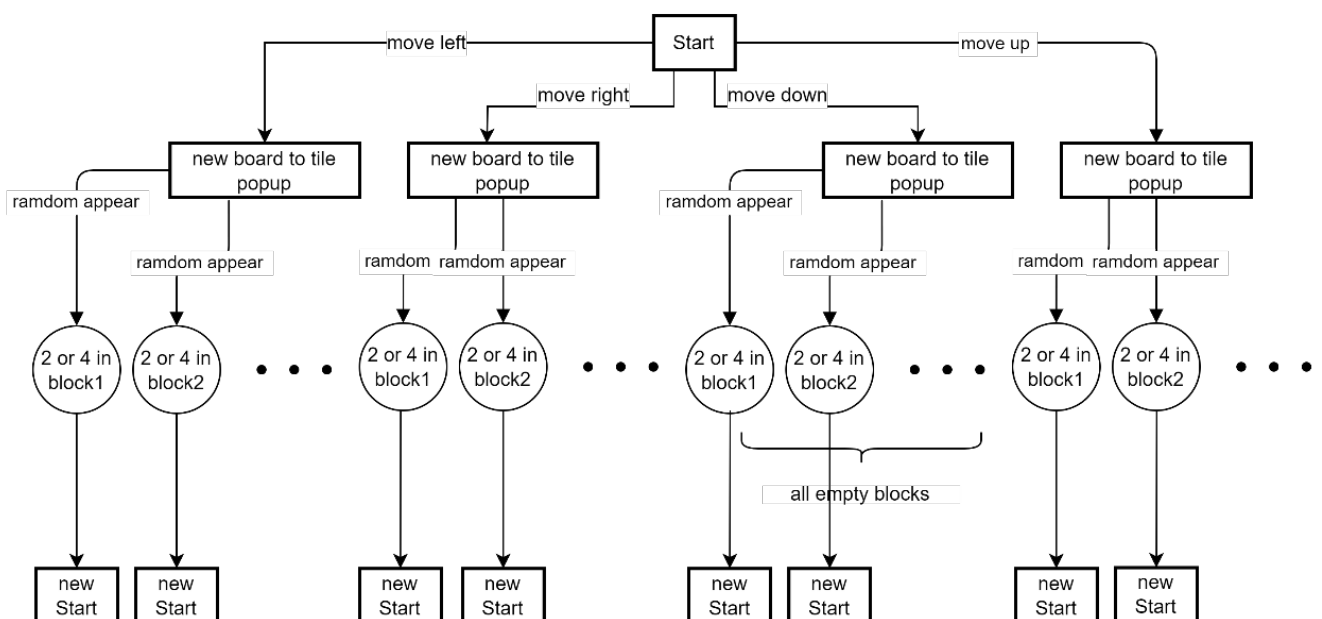 Start
move left
move up
move right
move down
new board to tile
popup
new board to tile
popup
new board to tile
popup
new board to tile
popup
ramdom appear
ramdom appear
ramdom appear
ramdom
ramdom appear
ramdom appear
ramdom
ramdom appear
2 or 4 in
block1
2 or 4 in
block2
2 or 4 in
block1
2 or 4 in
block2
2 or 4 in
block1
2 or 4 in
block2
2 or 4 in
block1
2 or 4 in
block2
all empty blocks
new
Start
new
Start
new
Start
new
Start
new
Start
new
Start
new
Start
new
Start